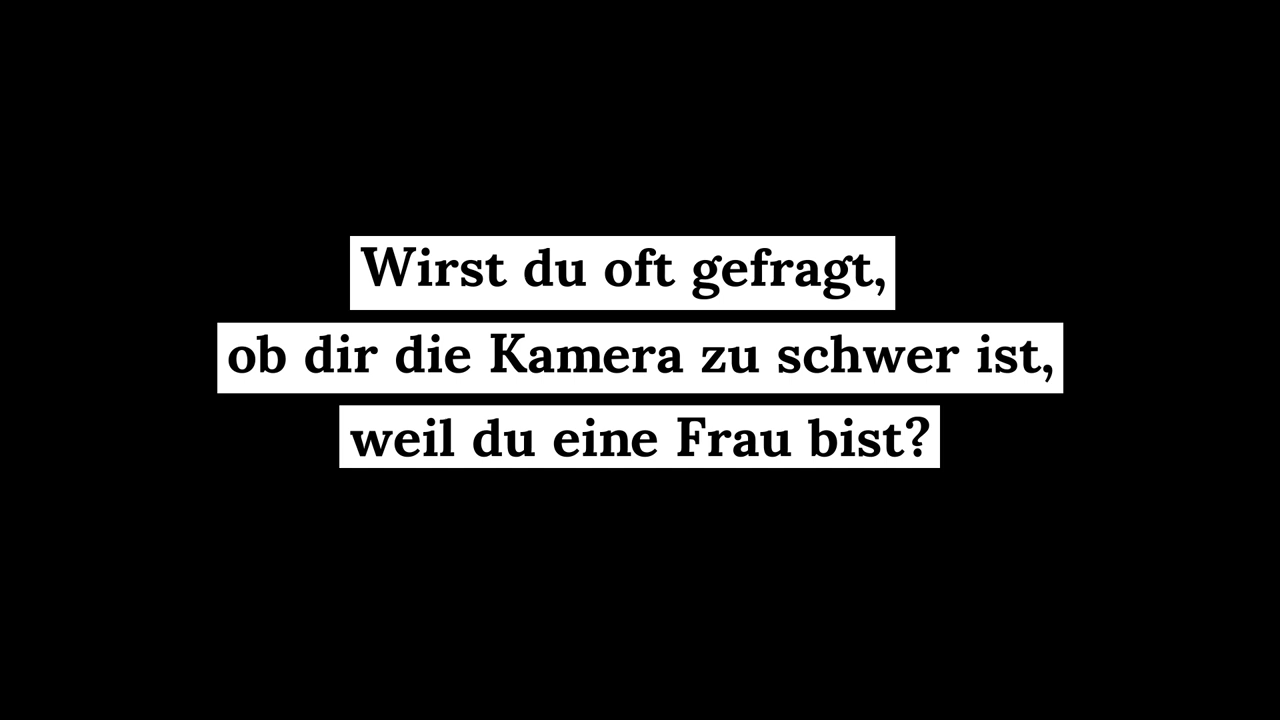 Wirst du oft gefragt,
ob dir die Kamera zu schwer ist,
weil du eine Frau bist?